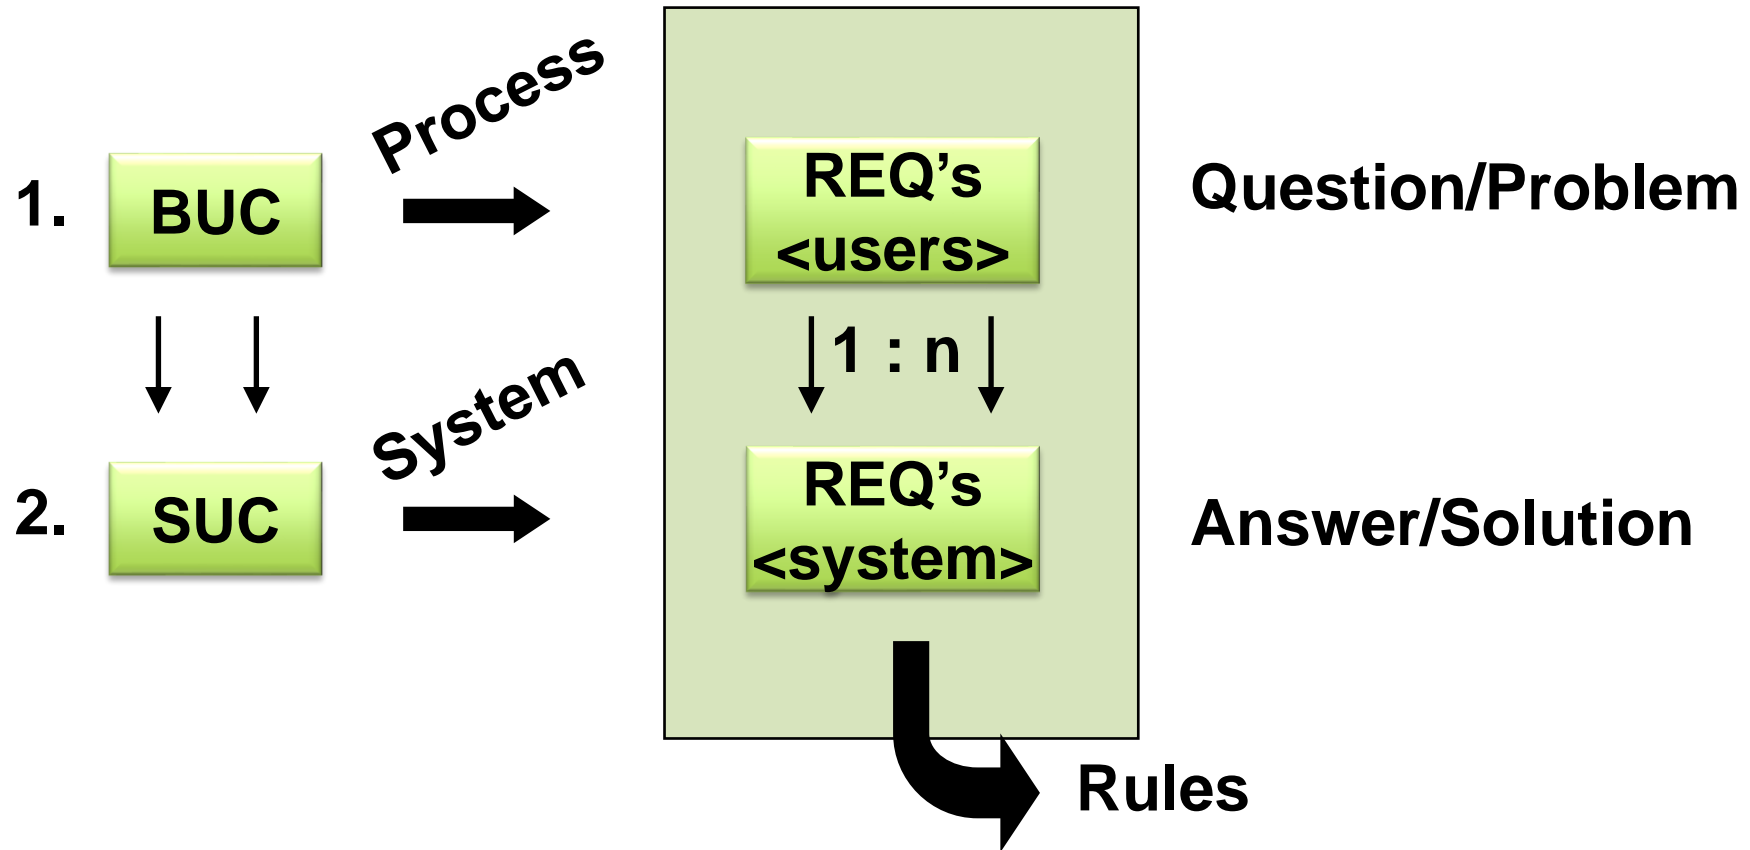 Process
1.
BUC
REQ’s
<users>
Question/Problem
1 : n
System
2.
SUC
REQ’s
<system>
Answer/Solution
Rules